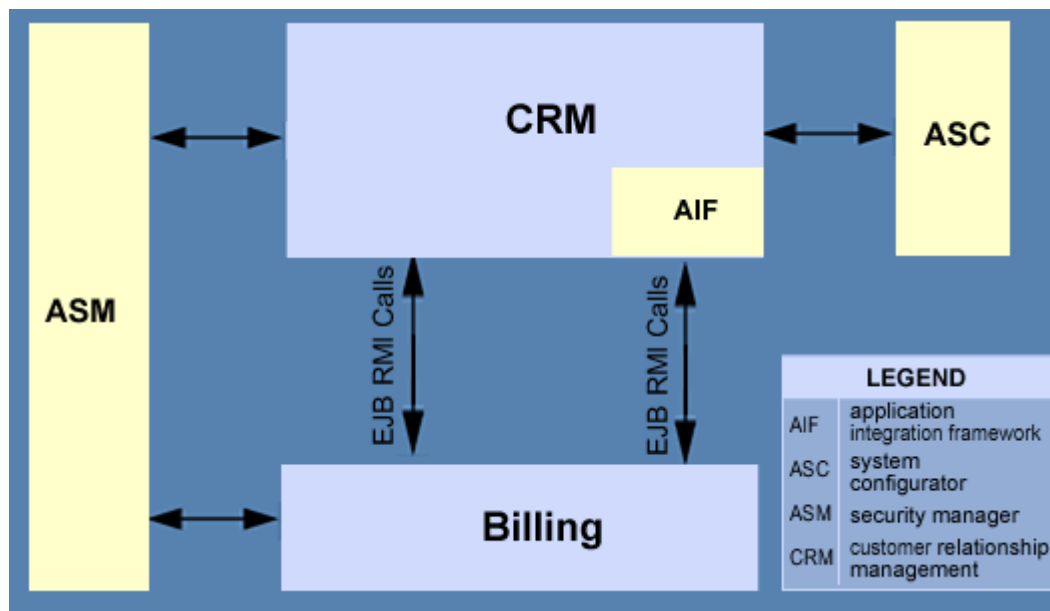 CRM
ASC
AIF
ASM
EJB RMI Calls
EJB RMI Calls
Billing
LEGEND
AIF application
integration framework
ASC system
configurator
ASM security manager
CRM customer relationship
management